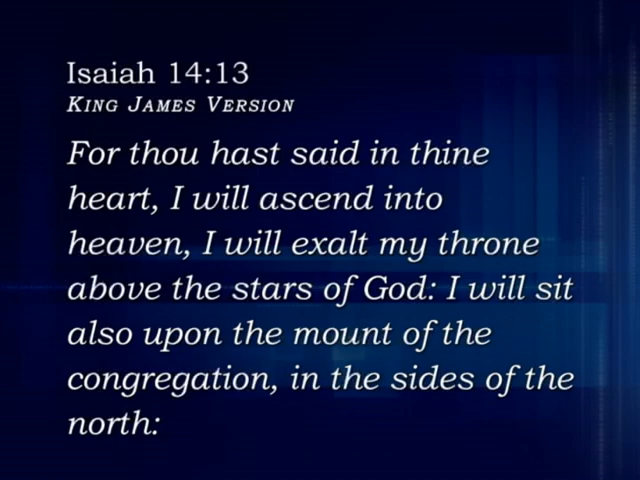 Isaiah 14:13
King James Version
For thou hast said in thine
heart, I will ascend into
heaven, I will exalt my throne
above the stars of God: I will sit
also upon the mount of the
congregation, in the sides of the
north: